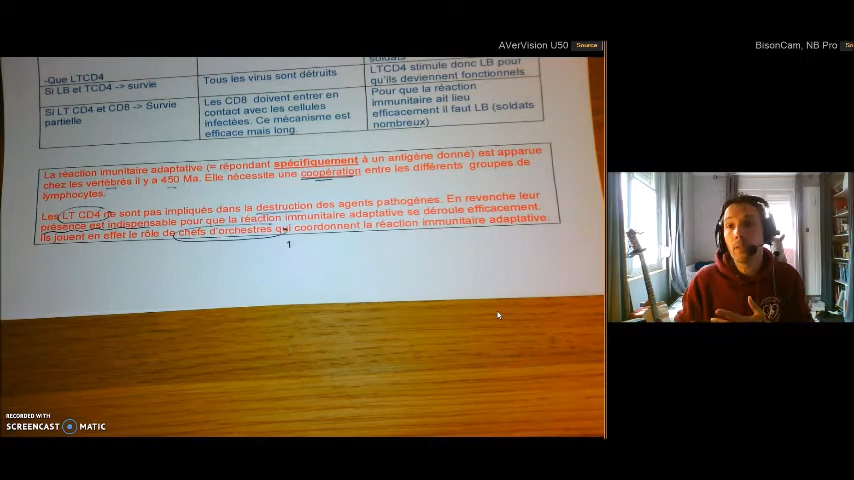 AVerVision U50 Source
BisonCam, NB Pro So
soldats
-Que LTCD4
Si LB et TCD4 -> survie
Tous les virus sont détruits
LTCD4 stimule donc LB pour
qu'ils deviennent fonctionnels
Si LT CD4 et CD8 -> Survie
partielle
Les CD8 doivent entrer en
contact avec les cellules
infectées. Ce mécanisme est
efficace mais long.
Pour que la réaction
immunitaire ait lieu
efficacement il faut LB (soldats
nombreux)
La réaction imunitaire adaptative (= répondant spécifiquement à un antigène donné) est apparue
chez les vertébrés il y a 450 Ma. Elle nécessite une coopération entre les différents groupes de
lymphocytes.
Les LT CD4 ne sont pas impliqués dans la destruction des agents pathogènes. En revenche leur
présence est indispensable pour que la réaction immunitaire adaptative se déroule efficacement.
Ils jouent en effet le rôle de chefs d'orchestres qui coordonnent la réaction immunitaire adaptative.
1
RECORDED WITH
SCREENCAST MATIC